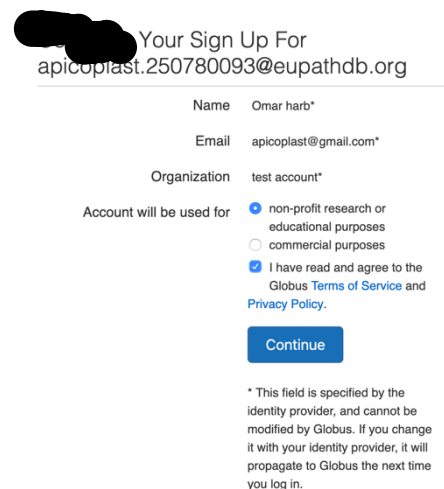 Your Sign Up For
apicoplast.250780093@eupathdb.org
Name Omar harb*
Email apicoplast@gmail.com*
Organization test account*
Account will be used for non-profit research or
educational purposes
commercial purposes
I have read and agree to the
Globus Terms of Service and
Privacy Policy.
Continue
* This field is specified by the
identity provider, and cannot be
modified by Globus. If you change
it with your identity provider, it will
propagate to Globus the next time
you log in.